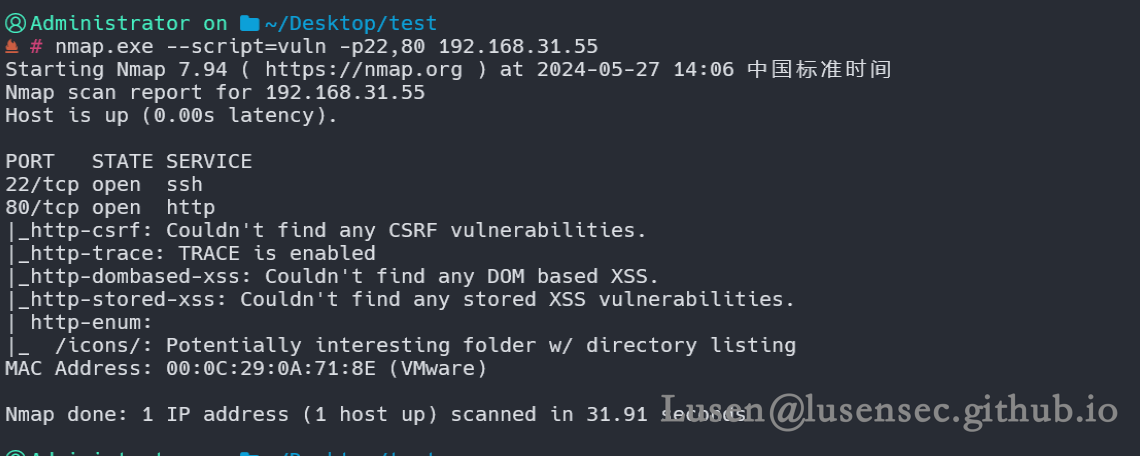 Administrator on ~/Desktop/test
# nmap.exe --script=vuln -p22,80 192.168.31.55
Starting Nmap 7.94 ( https://nmap.org ) at 2024-05-27 14:06 中国标准时间
Nmap scan report for 192.168.31.55
Host is up (0.00s latency).
PORT   STATE SERVICE
22/tcp open  ssh
80/tcp open  http
|_http-csrf: Couldn't find any CSRF vulnerabilities.
|_http-trace: TRACE is enabled
|_http-dombased-xss: Couldn't find any DOM based XSS.
|_http-stored-xss: Couldn't find any stored XSS vulnerabilities.
| http-enum:
|_  /icons/: Potentially interesting folder w/ directory listing
MAC Address: 00:0C:29:0A:71:8E (VMware)
Nmap done: 1 IP address (1 host up) scanned in 31.91 seconds
Lusen@lusensec.github.io